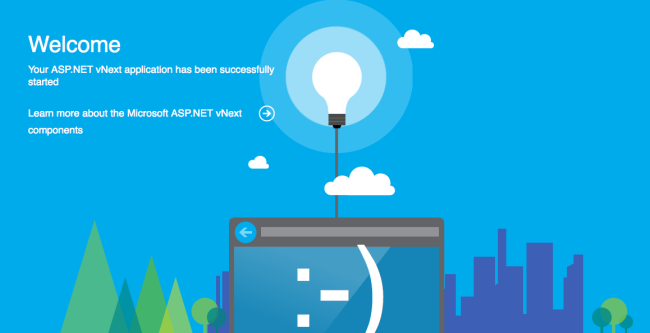 Welcome
Your ASP.NET vNext application has been successfully
started
Learn more about the Microsoft ASP.NET vNext
components
:-)